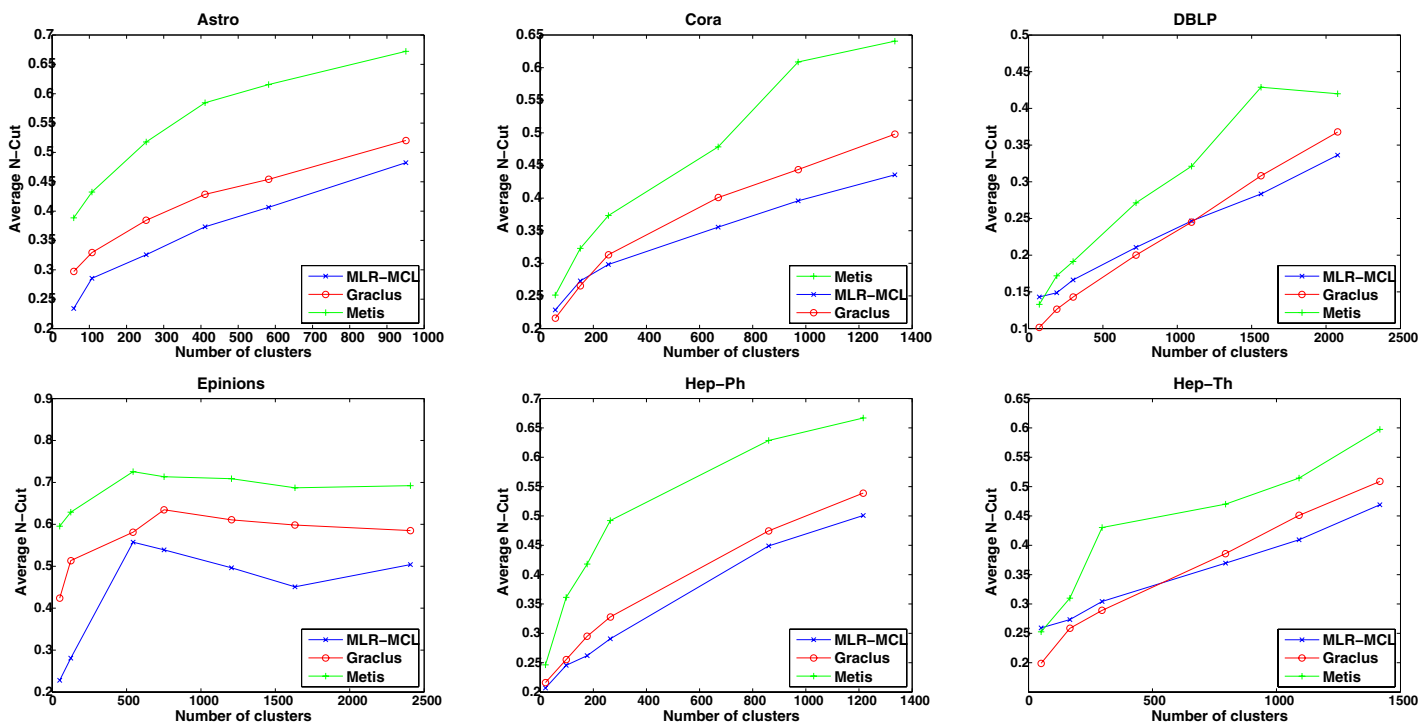 Astro
0.7
0.65
0.6
0.55
0.5
0.45
0.4
0.35
0.3
0.25
0.2
Average N−Cut
0 100 200 300 400 500 600 700 800 900 1000
Number of clusters
MLR−MCL
Graclus
Metis
Cora
0.65
0.6
0.55
0.5
0.45
0.4
0.35
0.3
0.25
0.2
Average N−Cut
0 200 400 600 800 1000 1200 1400
Number of clusters
Metis
MLR−MCL
Graclus
DBLP
0.5
0.45
0.4
0.35
0.3
0.25
0.2
0.15
0.1
Average N−Cut
0 500 1000 1500 2000 2500
Number of clusters
MLR−MCL
Graclus
Metis
Epinions
0.9
0.8
0.7
0.6
0.5
0.4
0.3
0.2
Average N−Cut
0 500 1000 1500 2000 2500
Number of clusters
MLR−MCL
Graclus
Metis
Hep−Ph
0.7
0.65
0.6
0.55
0.5
0.45
0.4
0.35
0.3
0.25
0.2
Average N−Cut
0 200 400 600 800 1000 1200 1400
Number of clusters
MLR−MCL
Graclus
Metis
Hep−Th
0.65
0.6
0.55
0.5
0.45
0.4
0.35
0.3
0.25
0.2
Average N−Cut
0 500 1000 1500
Number of clusters
MLR−MCL
Graclus
Metis